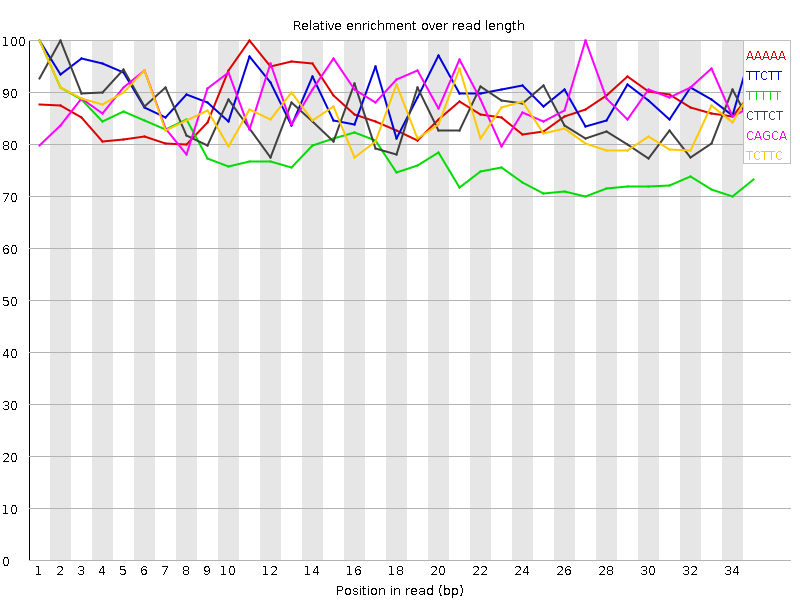 Relative enrichment over read length
100
90
80
70
60
50
40
30
20
10
0
AAAAA
TTCTT
TTTTT
CTTCT
CAGCA
TCTTC
1 2 3 4 5 6 7 8 9 10 12 14 16 18 20 22 24 26 28 30 32 34
Position in read (bp)